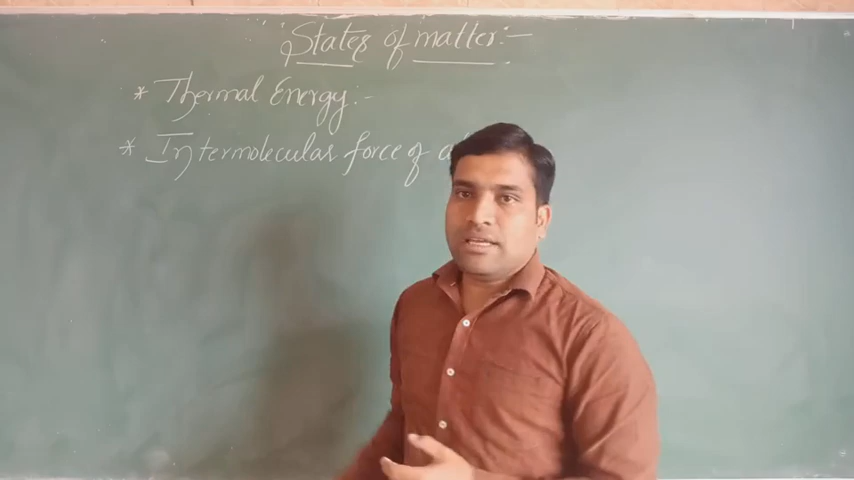 States of matter:-
* Thermal Energy:-
* Intermolecular force of